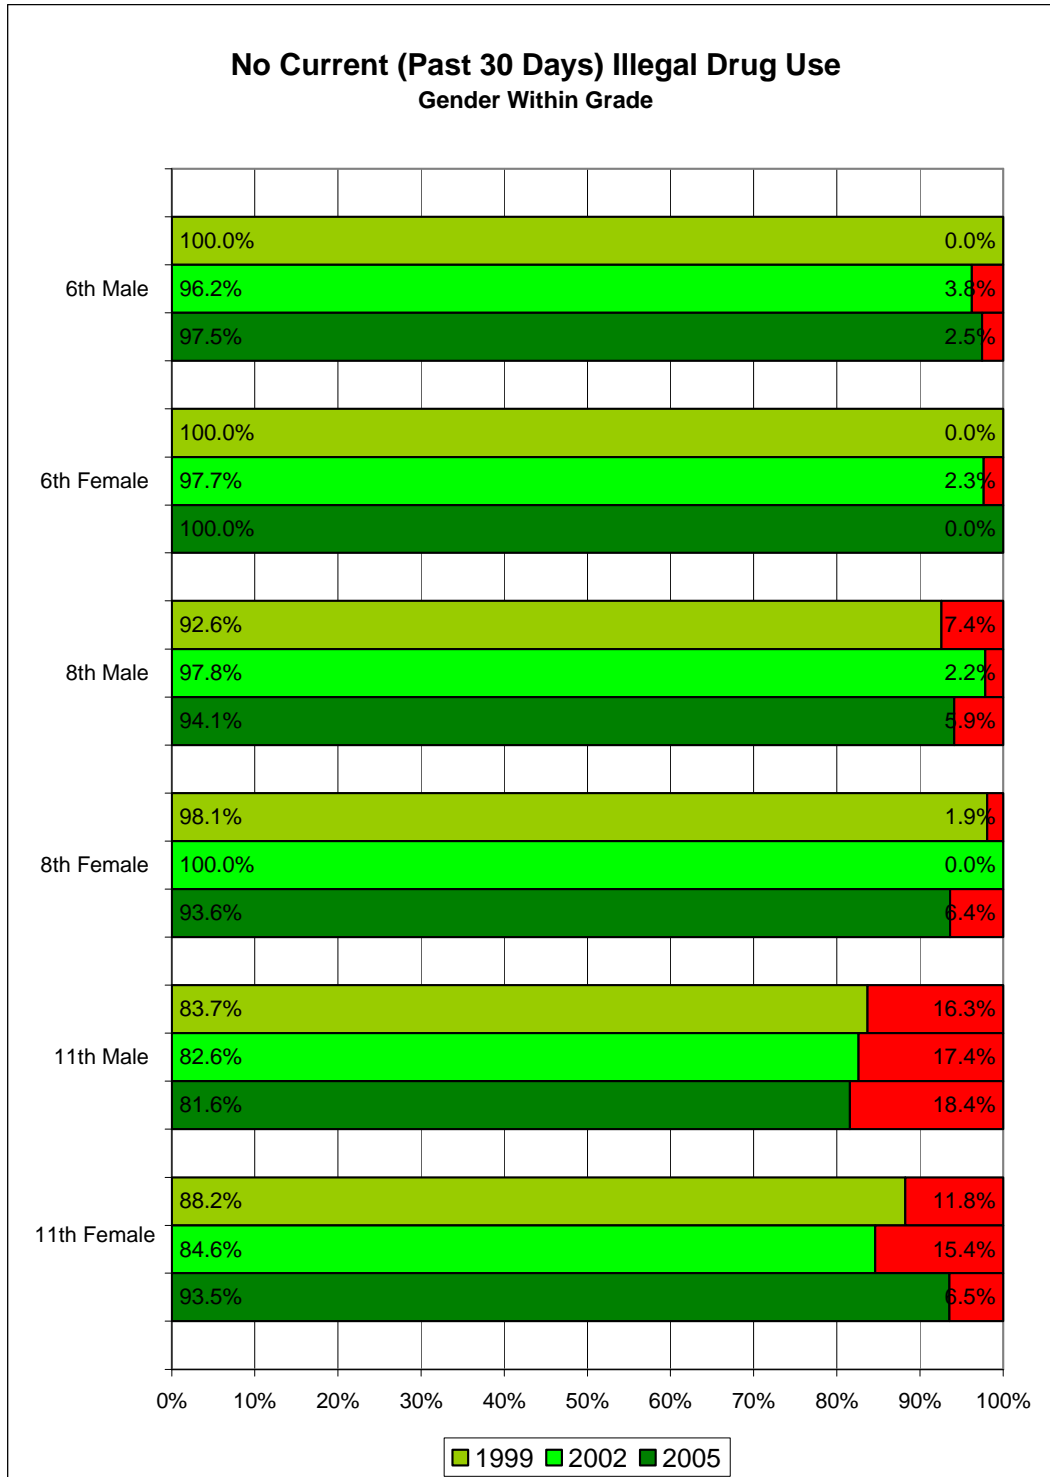 No Current (Past 30 Days) Illegal Drug Use
Gender Within Grade
100.0% 0.0%
6th Male 96.2% 3.8%
97.5% 2.5%
100.0% 0.0%
6th Female 97.7% 2.3%
100.0% 0.0%
92.6% 7.4%
8th Male 97.8% 2.2%
94.1% 5.9%
98.1% 1.9%
8th Female 100.0% 0.0%
93.6% 6.4%
83.7% 16.3%
11th Male 82.6% 17.4%
81.6% 18.4%
88.2% 11.8%
11th Female 84.6% 15.4%
93.5% 6.5%
0% 10% 20% 30% 40% 50% 60% 70% 80% 90% 100%
1999 2002 2005